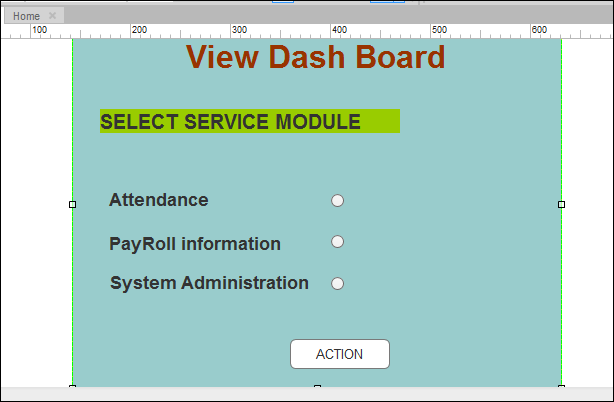 Home
100 200 300 400 500 600
View Dash Board
SELECT SERVICE MODULE
Attendance
PayRoll information
System Administration
ACTION